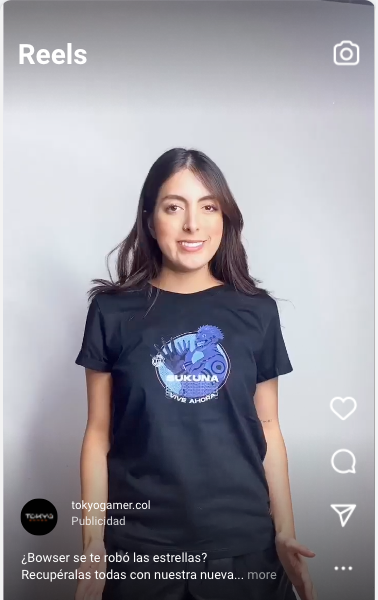 Reels
SUKUNA
VIVE AHORA
TOKYO
tokyogamer.col
Publicidad
¿Bowser se te robó las estrellas?
Recupéralas todas con nuestra nueva... more